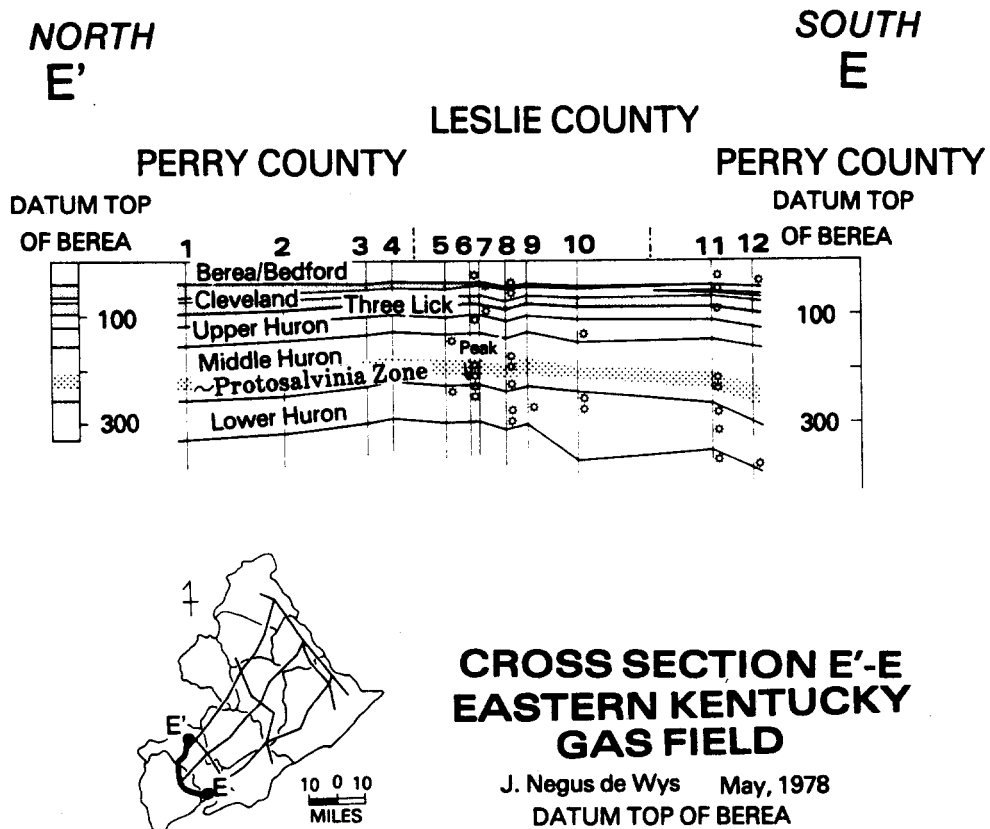 NORTH
E'
SOUTH
E
LESLIE COUNTY
PERRY COUNTY
PERRY COUNTY
DATUM TOP
OF BEREA
DATUM TOP
OF BEREA
1 2 3 4 5 6 7 8 9 10 11 12
Berea/Bedford
Cleveland
Three Lick
100
100
Upper Huron
Peak
Middle Huron
~Protosalvinia Zone
Lower Huron
300
300
E'
E
10 0 10
MILES
CROSS SECTION E'-E
EASTERN KENTUCKY
GAS FIELD
J. Negus de Wys May, 1978
DATUM TOP OF BEREA